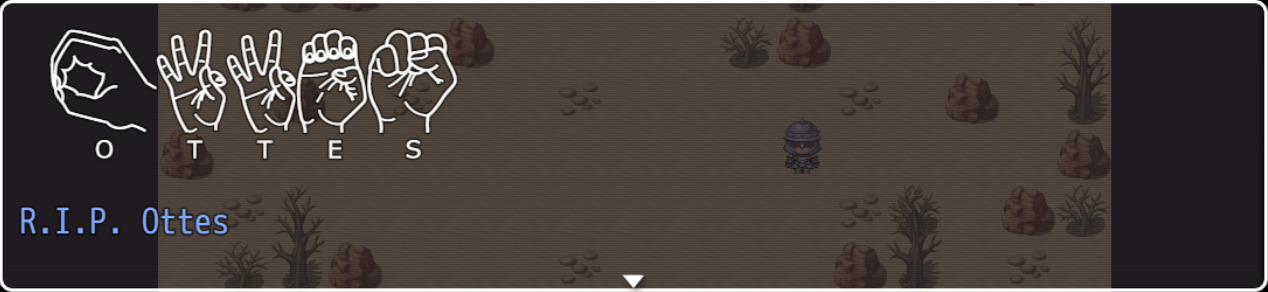 O T T E S
R.I.P. Ottes